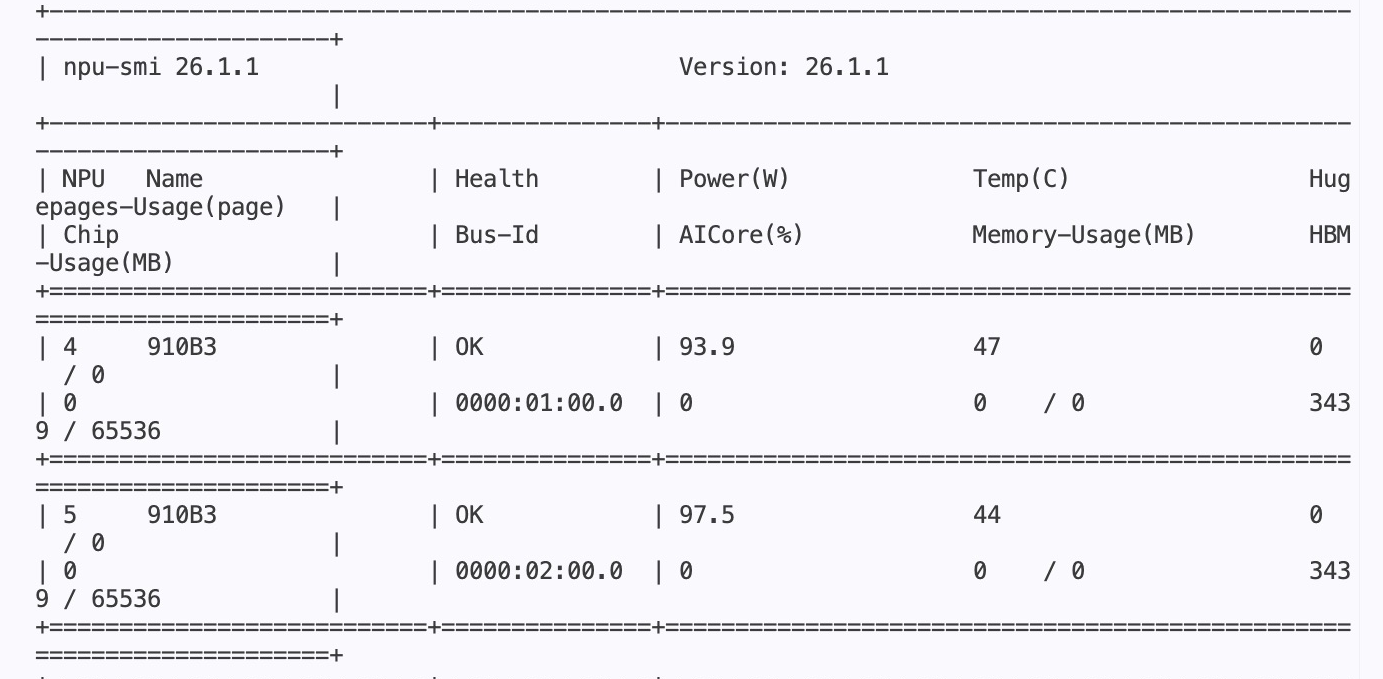 +---------------------------------------------------------------------------------------------
---------------------+
| npu-smi 26.1.1                              Version: 26.1.1
                     |
+---------------------------+---------------+-------------------------------------------------
---------------------+
| NPU   Name                | Health        | Power(W)             Temp(C)                 Hug
epages-Usage(page)   |
| Chip                      | Bus-Id        | AICore(%)            Memory-Usage(MB)        HBM
-Usage(MB)           |
+===========================+===============+=================================================
=====================+
| 4     910B3               | OK            | 93.9                 47                      0
  / 0                |
| 0                         | 0000:01:00.0  | 0                    0    / 0                343
9 / 65536            |
+===========================+===============+=================================================
=====================+
| 5     910B3               | OK            | 97.5                 44                      0
  / 0                |
| 0                         | 0000:02:00.0  | 0                    0    / 0                343
9 / 65536            |
+===========================+===============+=================================================
=====================+